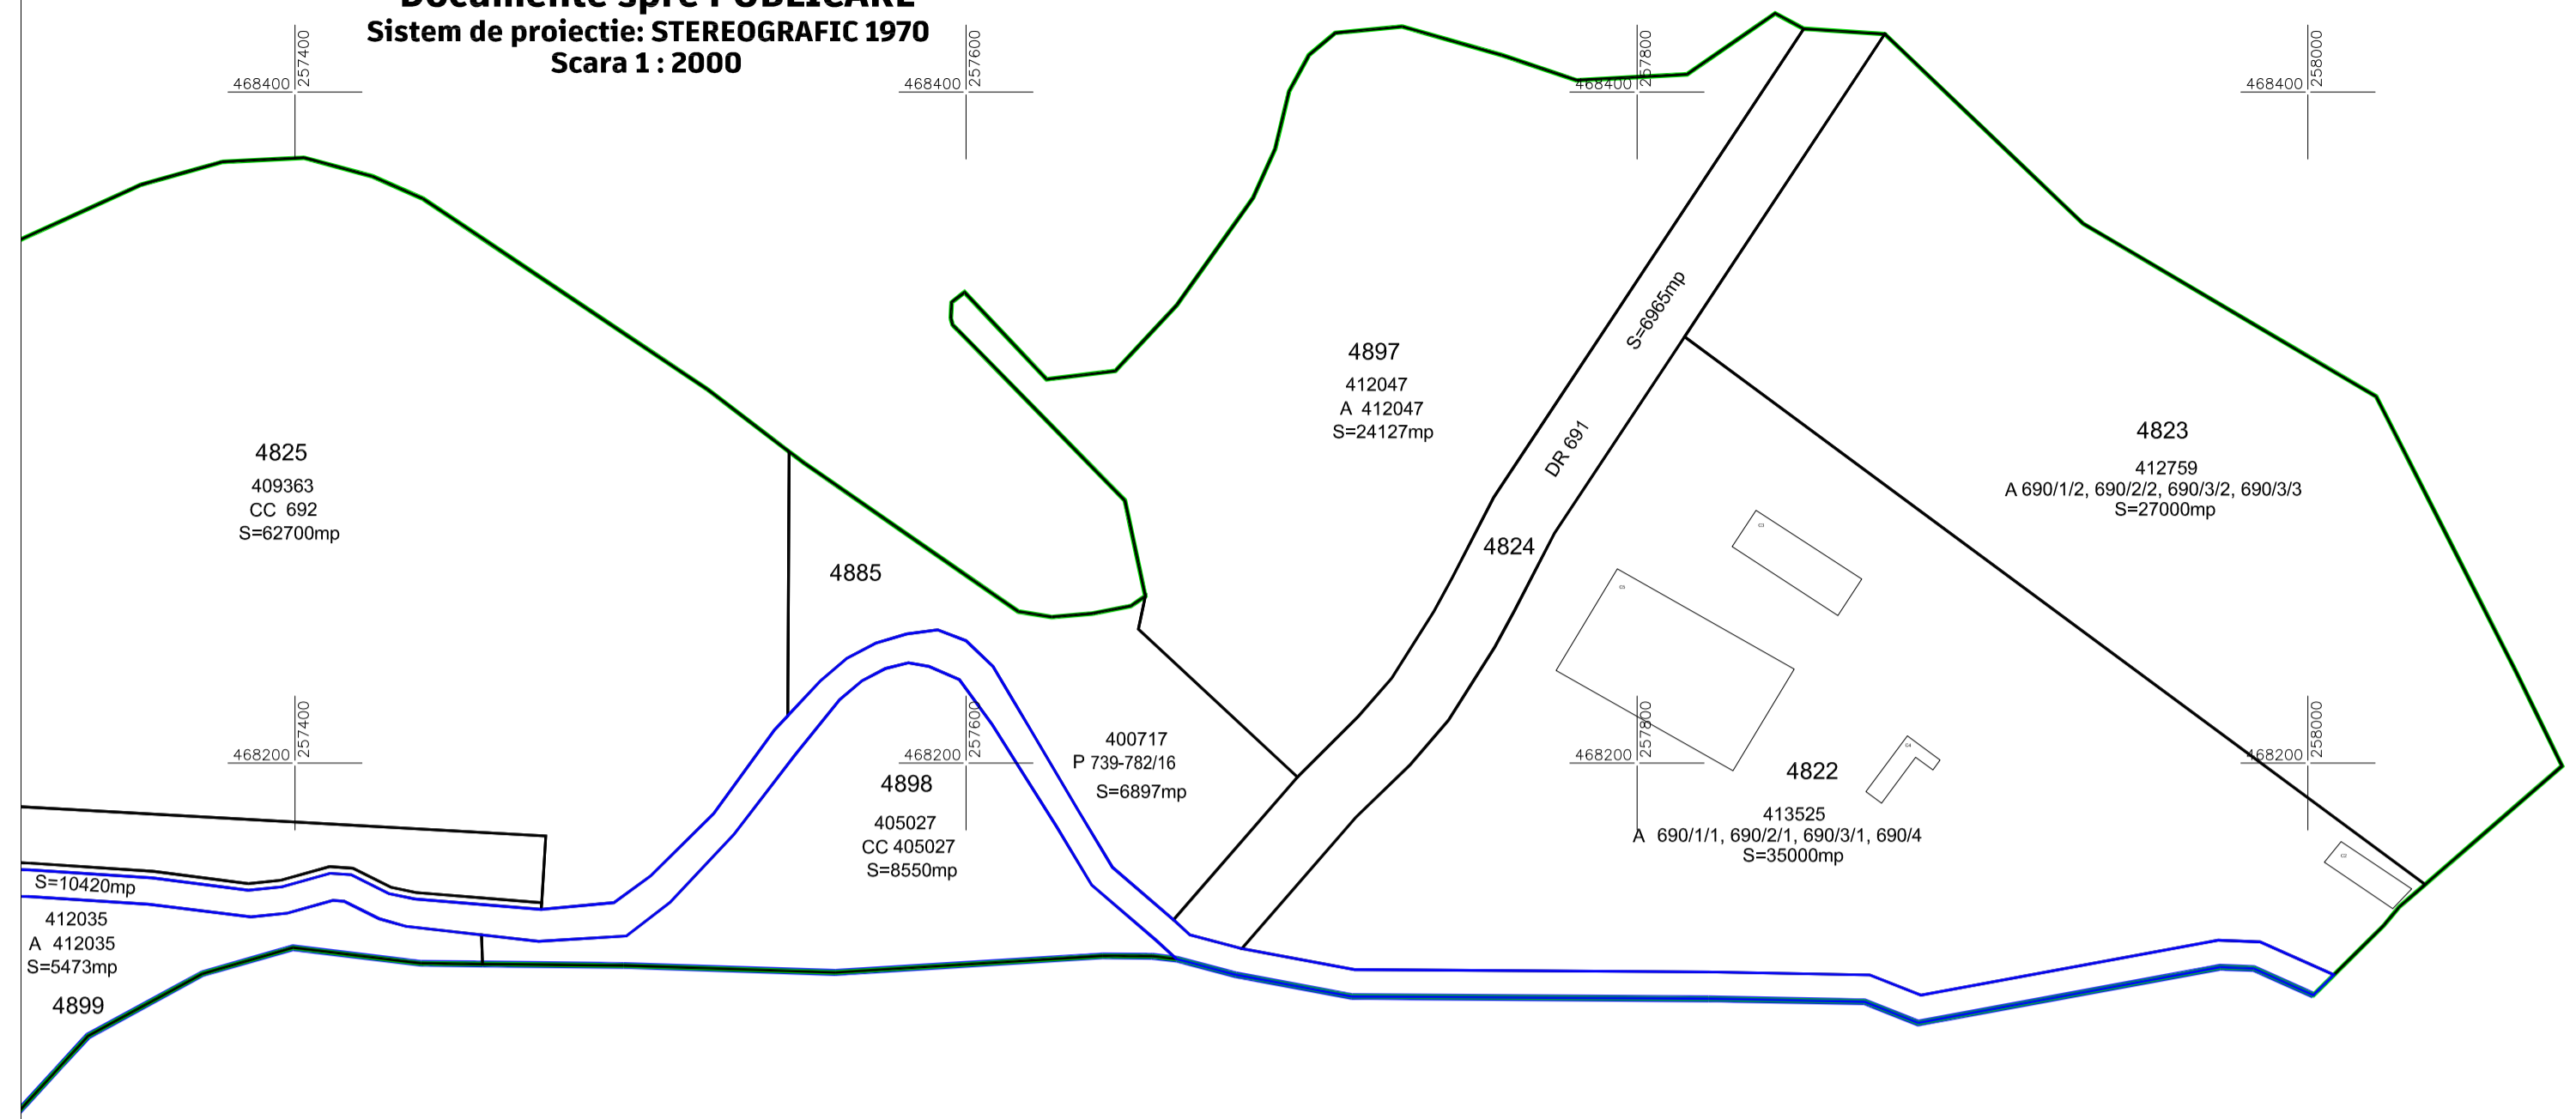 Documente spre PUBLICARE
Sistem de proiectie: STEREOGRAFIC 1970
Scara 1 : 2000
468400
257400
468400
257600
468400
257800
468400
258000
4825
409363
CC 692
S=62700mp
4885
4897
412047
A 412047
S=24127mp
S=6965mp
DR 691
4824
4823
412759
A 690/1/2, 690/2/2, 690/3/2, 690/3/3
S=27000mp
468200
257400
468200
257600
468200
257800
468200
258000
4898
405027
CC 405027
S=8550mp
400717
P 739-782/16
S=6897mp
4822
413525
A 690/1/1, 690/2/1, 690/3/1, 690/4
S=35000mp
S=10420mp
412035
A 412035
S=5473mp
4899